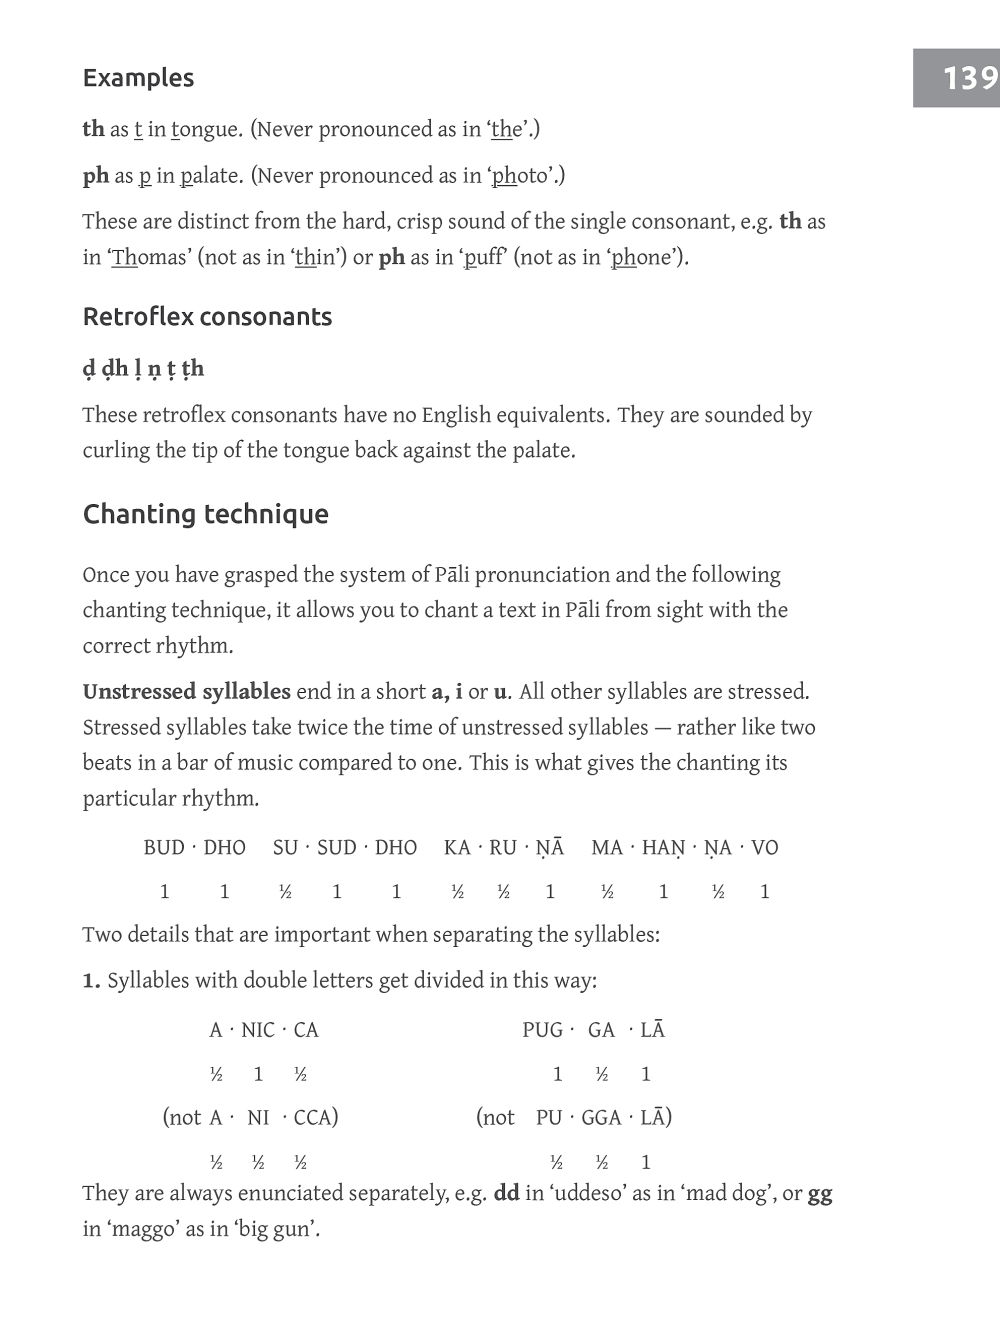 Examples
139
th as t in tongue. (Never pronounced as in ‘the’.)
ph as p in palate. (Never pronounced as in ‘photo’.)
These are distinct from the hard, crisp sound of the single consonant, e.g. th as
in ‘Thomas’ (not as in ‘thin’) or ph as in ‘puff’ (not as in ‘phone’).
Retroflex consonants
ḍ ḍh ḷ ṇ ṭ ṭh
These retroflex consonants have no English equivalents. They are sounded by
curling the tip of the tongue back against the palate.
Chanting technique
Once you have grasped the system of Pāli pronunciation and the following
chanting technique, it allows you to chant a text in Pāli from sight with the
correct rhythm.
Unstressed syllables end in a short a, i or u. All other syllables are stressed.
Stressed syllables take twice the time of unstressed syllables — rather like two
beats in a bar of music compared to one. This is what gives the chanting its
particular rhythm.
BUD · DHO SU · SUD · DHO KA · RU · ṆĀ MA · HAṆ · ṆA · VO
1 1 ½ 1 1 ½ ½ 1 ½ 1 ½ 1
Two details that are important when separating the syllables:
1. Syllables with double letters get divided in this way:
A · NIC · CA PUG · GA · LĀ
½ 1 ½ 1 ½ 1
(not A · NI · CCA) (not PU · GGA · LĀ)
½ ½ ½ ½ ½ 1
They are always enunciated separately, e.g. dd in ‘uddeso’ as in ‘mad dog’, or gg
in ‘maggo’ as in ‘big gun’.